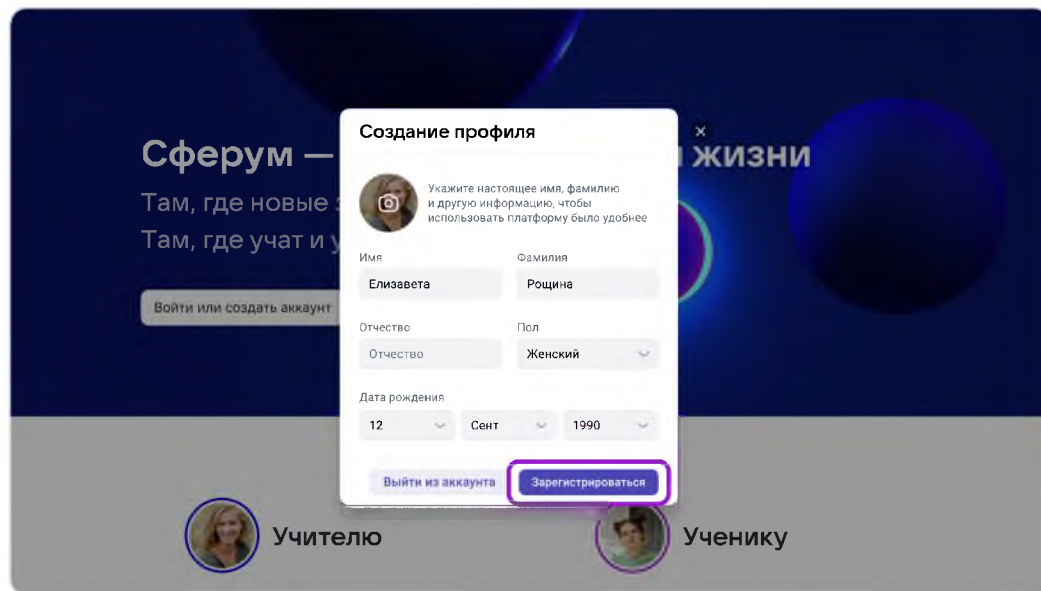 Создание профиля
Сферум —
жизни
Укажите настоящее имя, фамилию
и другую информацию, чтобы
использовать платформу было удобнее
Там, где новые
Там, где учат и у
Имя
Фамилия
Елизавета
Рощина
Войти или создать аккаунт
Отчество
Пол
Отчество
Женский
Дата рождения
12
Сент
1990
Выйти из аккаунта
Зарегистрироваться
Учителю
Ученику